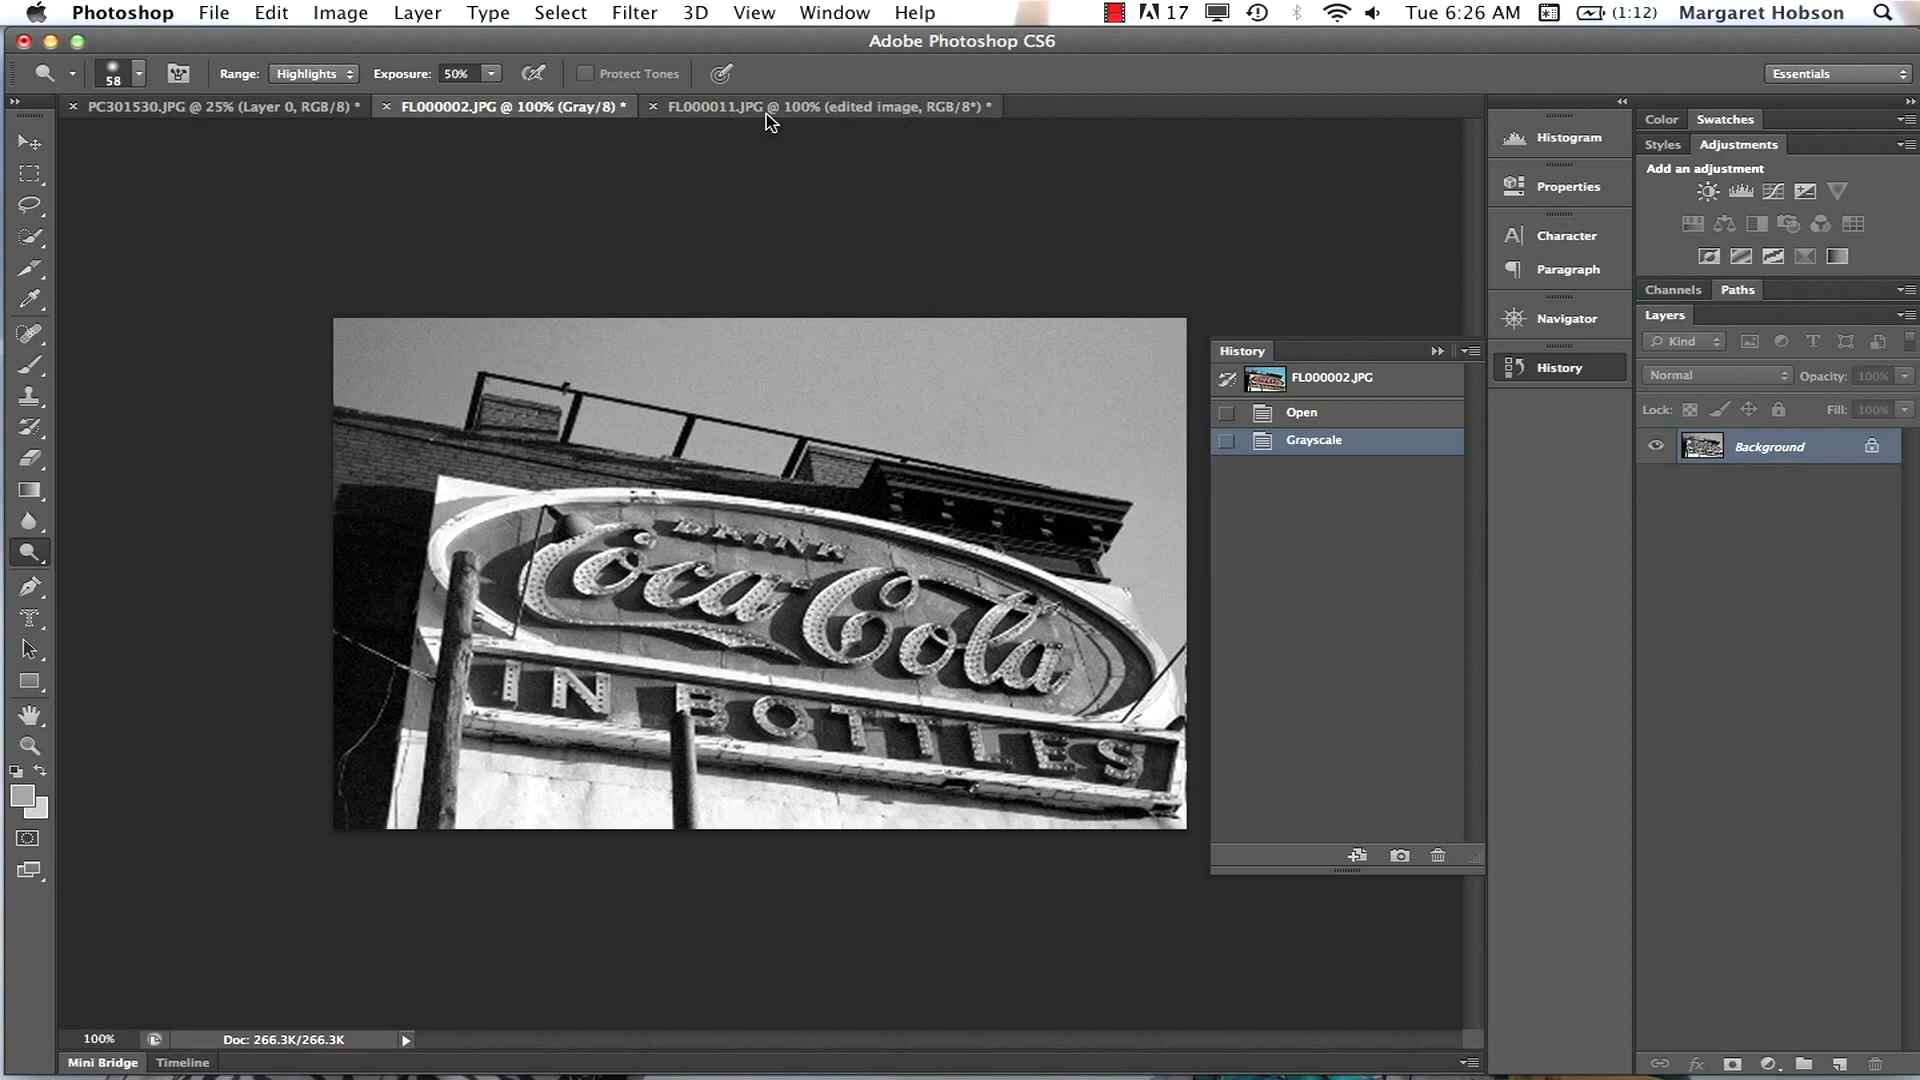 Photoshop File Edit Image Layer Type Select Filter 3D View Window Help 17 Tue 6:26 AM (1:12) Margaret Hobson
Adobe Photoshop CS6
58 Range: Highlights Exposure: 50% Protect Tones Essentials
PC301530.JPG @ 25% (Layer 0, RGB/8) * FL000002.JPG @ 100% (Gray/8) * FL000011.JPG @ 100% (edited image, RGB/8*) *
Color Swatches
Histogram
Styles Adjustments
Add an adjustment
Properties
Character
Paragraph
Channels Paths
Navigator
Layers
Kind
History
FL000002.JPG
Open
Grayscale
History
Normal Opacity: 100%
Lock: Fill: 100%
Background
DRINK
Coca Cola
IN BOTTLES
100% Doc: 266.3K/266.3K
Mini Bridge Timeline